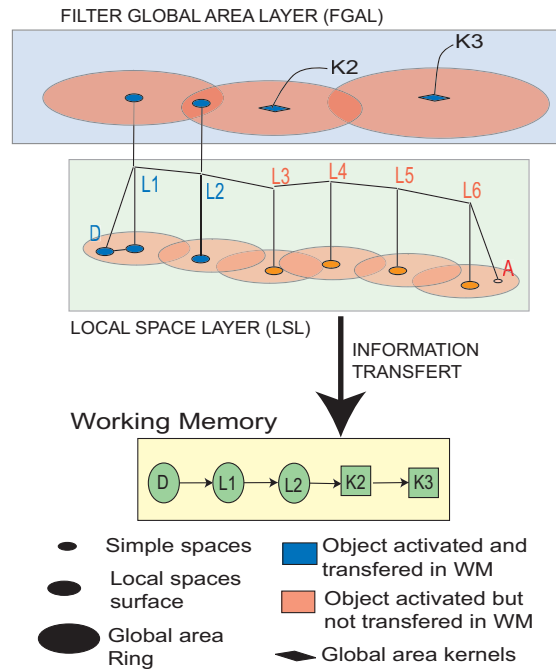 FILTER GLOBAL AREA LAYER (FGAL)
K2
K3
L1
L2
L3
L4
L5
L6
D
A
LOCAL SPACE LAYER (LSL)
INFORMATION
TRANSFERT
Working Memory
D
L1
L2
K2
K3
Simple spaces
Local spaces
surface
Global area
Ring
Object activated and
transfered in WM
Object activated but
not transfered in WM
Global area kernels